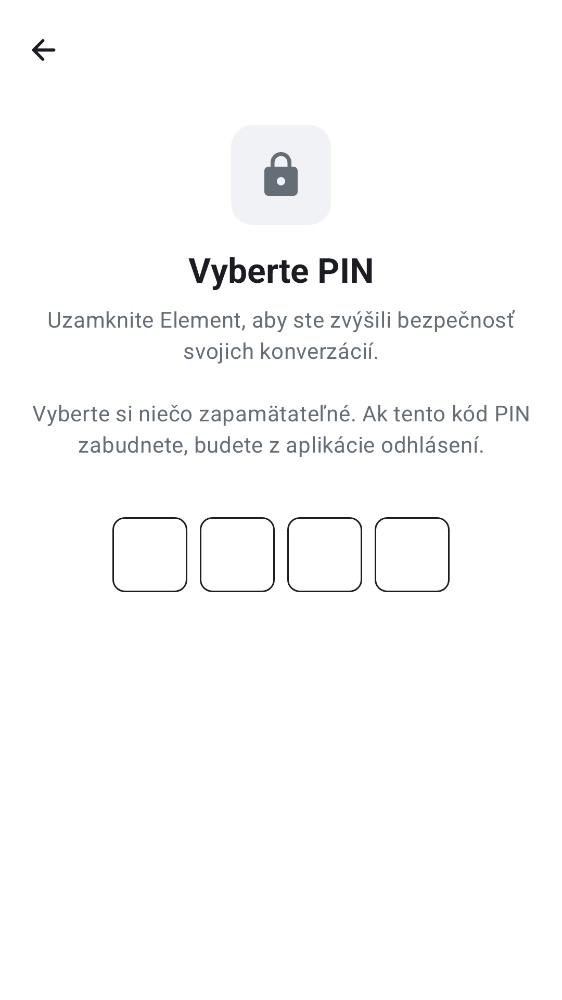 Vyberte PIN
Uzamknite Element, aby ste zvýšili bezpečnosť
svojich konverzácií.
Vyberte si niečo zapamätateľné. Ak tento kód PIN
zabudnete, budete z aplikácie odhlásení.